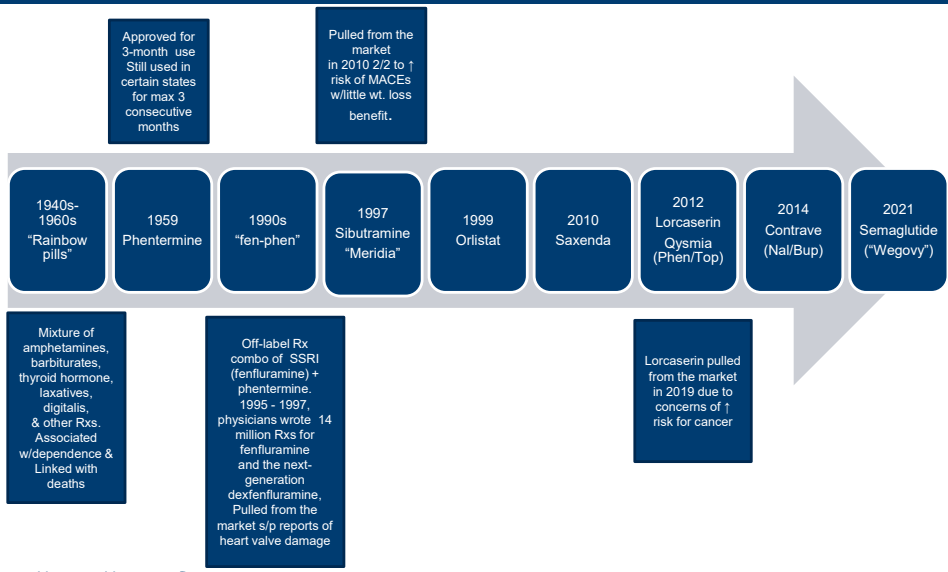 Approved for
3-month use
Still used in
certain states
for max 3
consecutive
months
Pulled from the
market
in 2010 2/2 to ↑
risk of MACEs
w/little wt. loss
benefit.
1940s-
1960s
“Rainbow
pills”
1959
Phentermine
1990s
“fen-phen”
1997
Sibutramine
“Meridia”
1999
Orlistat
2010
Saxenda
2012
Lorcaserin
Qysmia
(Phen/Top)
2014
Contrave
(Nal/Bup)
2021
Semaglutide
(“Wegovy”)
Mixture of
amphetamines,
barbiturates,
thyroid hormone,
laxatives,
digitalis,
& other Rxs.
Associated
w/dependence &
Linked with
deaths
Off-label Rx
combo of SSRI
(fenfluramine) +
phentermine.
1995 - 1997,
physicians wrote 14
million Rxs for
fenfluramine
and the next-
generation
dexfenfluramine,
Pulled from the
market s/p reports of
heart valve damage
Lorcaserin pulled
from the market
in 2019 due to
concerns of ↑
risk for cancer